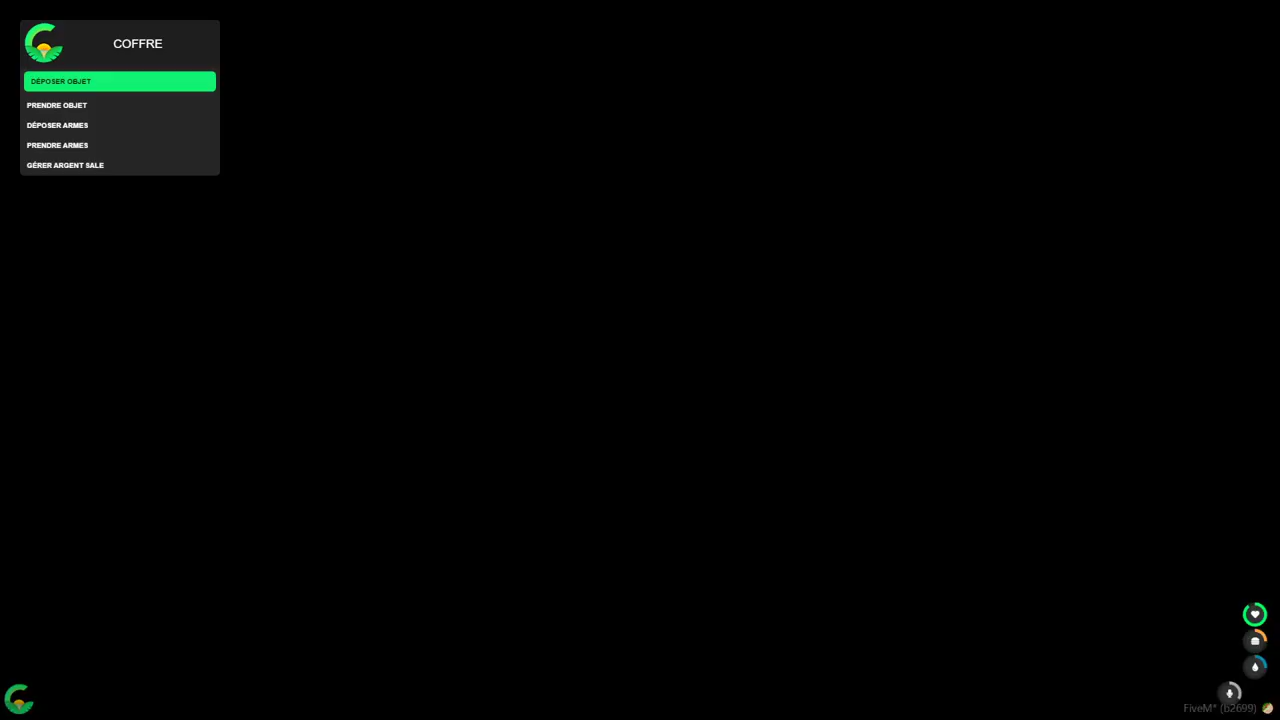 COFFRE
DÉPOSER OBJET
PRENDRE OBJET
DÉPOSER ARMES
PRENDRE ARMES
GÉRER ARGENT SALE
FiveM* (b2699)